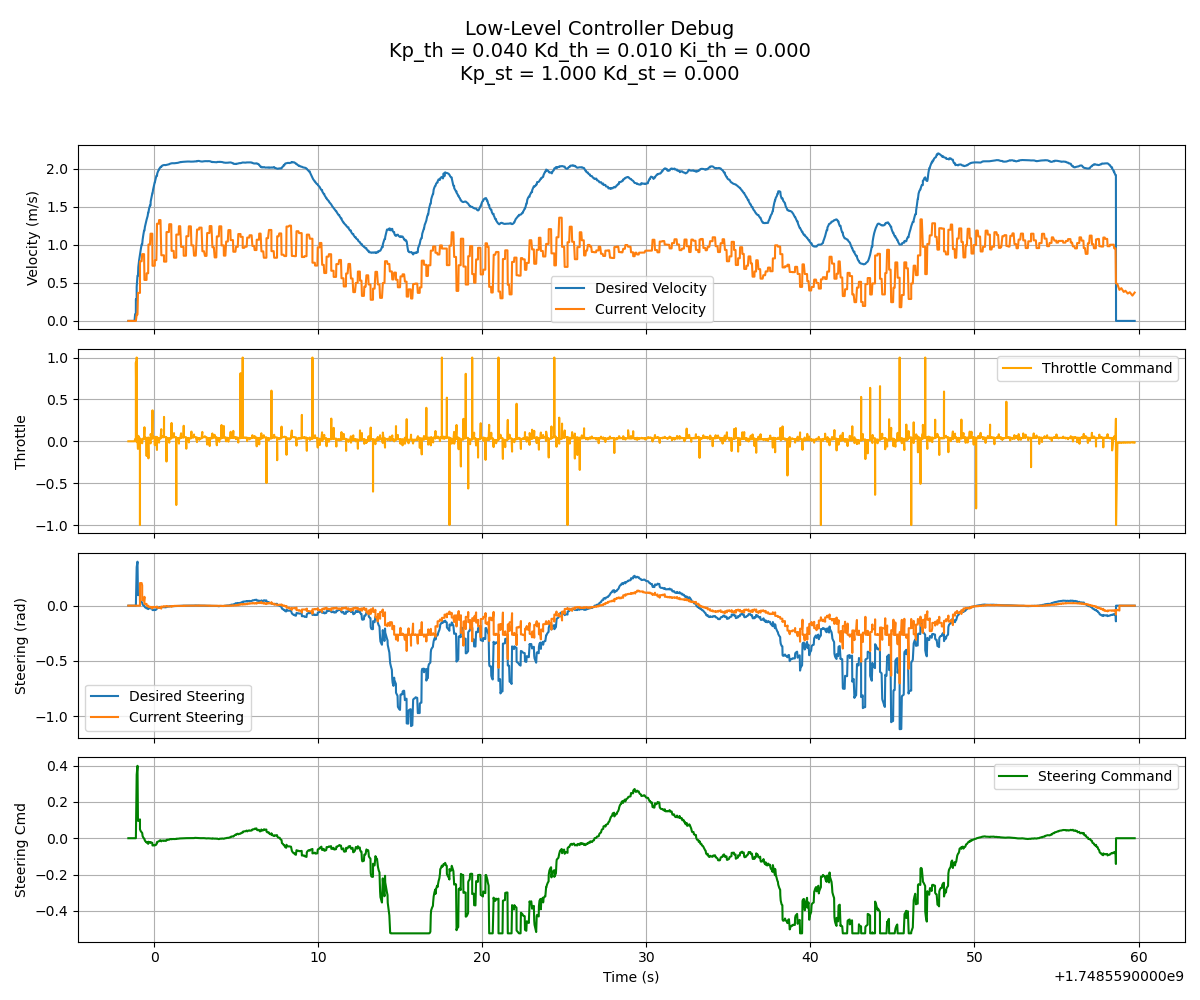 Low-Level Controller Debug
Kp_th = 0.040 Kd_th = 0.010 Ki_th = 0.000
Kp_st = 1.000 Kd_st = 0.000
Velocity (m/s)
2.0
1.5
1.0
0.5
0.0
Desired Velocity
Current Velocity
Throttle
1.0
0.5
0.0
−0.5
−1.0
Throttle Command
Steering (rad)
0.0
−0.5
−1.0
Desired Steering
Current Steering
Steering Cmd
0.4
0.2
0.0
−0.2
−0.4
Steering Command
0 10 20 30 40 50 60
Time (s)
+1.7485590000e9